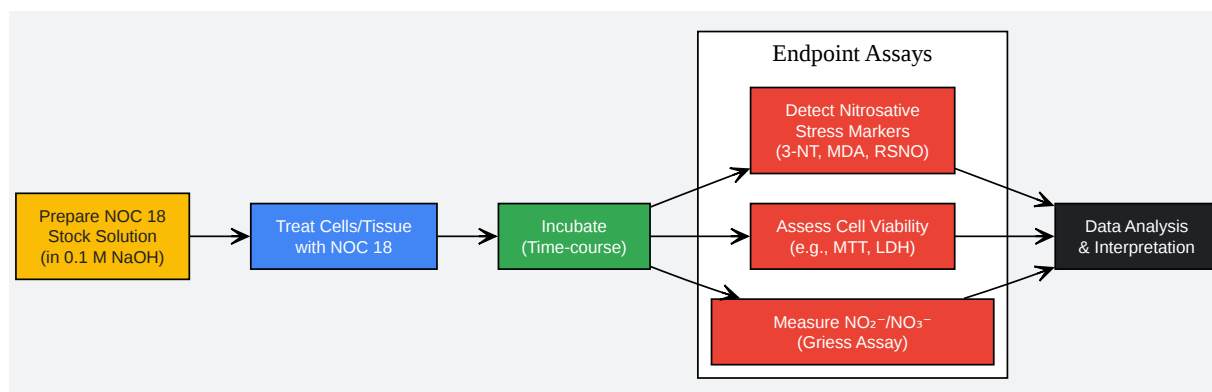 Prepare NOC 18
Stock Solution
(in 0.1 M NaOH)
Treat Cells/Tissue
with NOC 18
Incubate
(Time-course)
Endpoint Assays
Detect Nitrosative
Stress Markers
(3-NT, MDA, RSNO)
Assess Cell Viability
(e.g., MTT, LDH)
Measure NO₂⁻/NO₃⁻
(Griess Assay)
Data Analysis
& Interpretation